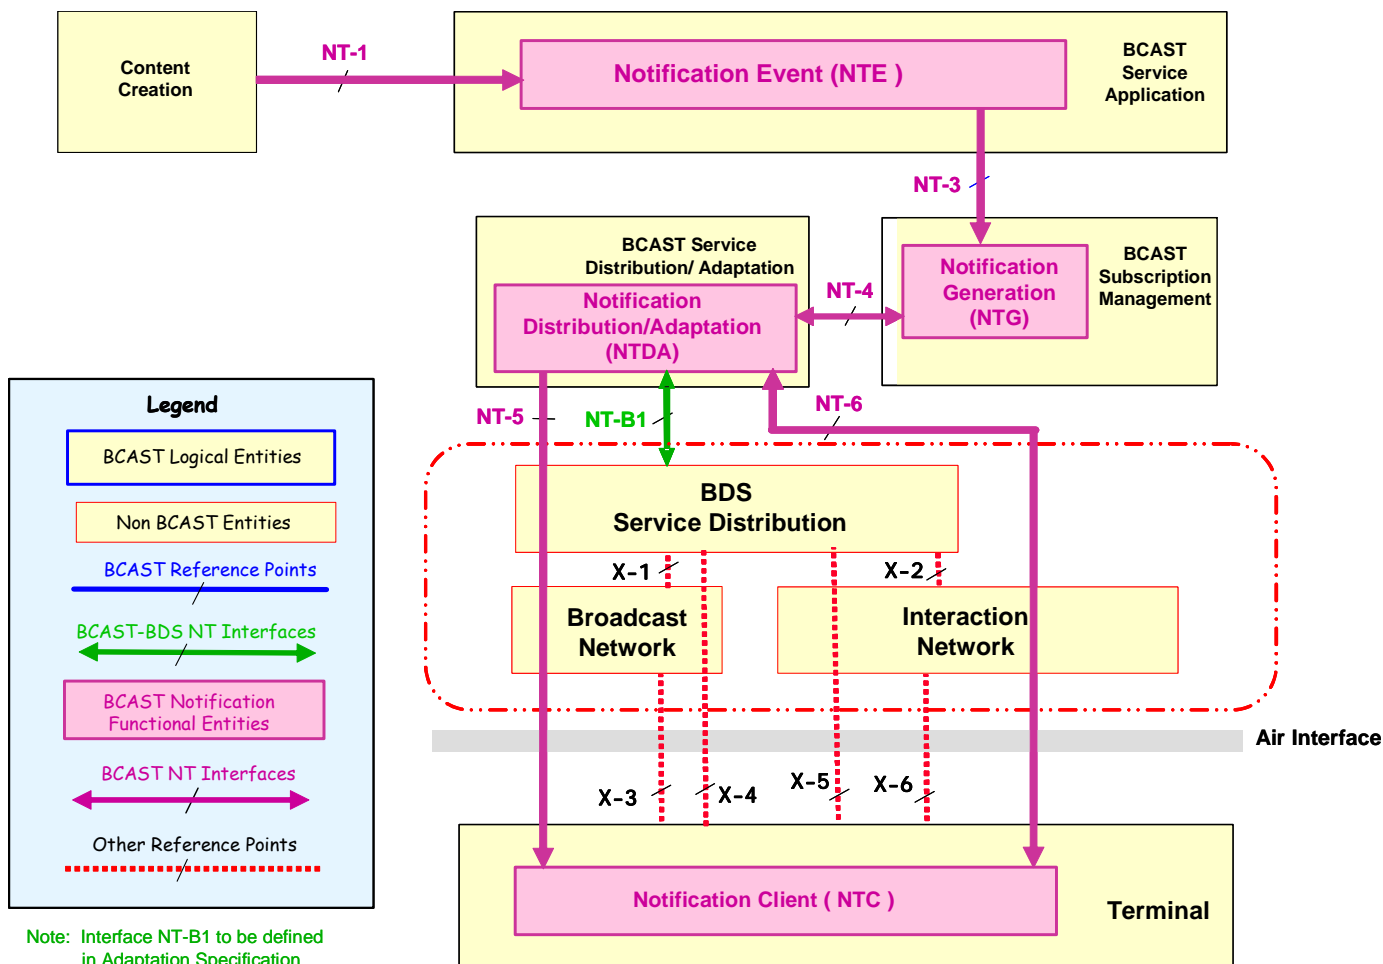 Content
Creation
NT-1
Notification Event (NTE )
BCAST
Service
Application
NT-3
BCAST Service
Distribution/ Adaptation
Notification
Distribution/Adaptation
(NTDA)
NT-4
Notification
Generation
(NTG)
BCAST
Subscription
Management
NT-5
NT-B1
NT-6
Legend
BCAST Logical Entities
Non BCAST Entities
BCAST Reference Points
BCAST-BDS NT Interfaces
BCAST Notification
Functional Entities
BCAST NT Interfaces
Other Reference Points
BDS
Service Distribution
X-1
X-2
Broadcast
Network
Interaction
Network
Air Interface
X-3
X-4
X-5
X-6
Notification Client ( NTC )
Terminal
Note: Interface NT-B1 to be defined
in Adaptation Specification